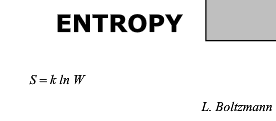 ENTROPY
S = k ln W
L. Boltzmann